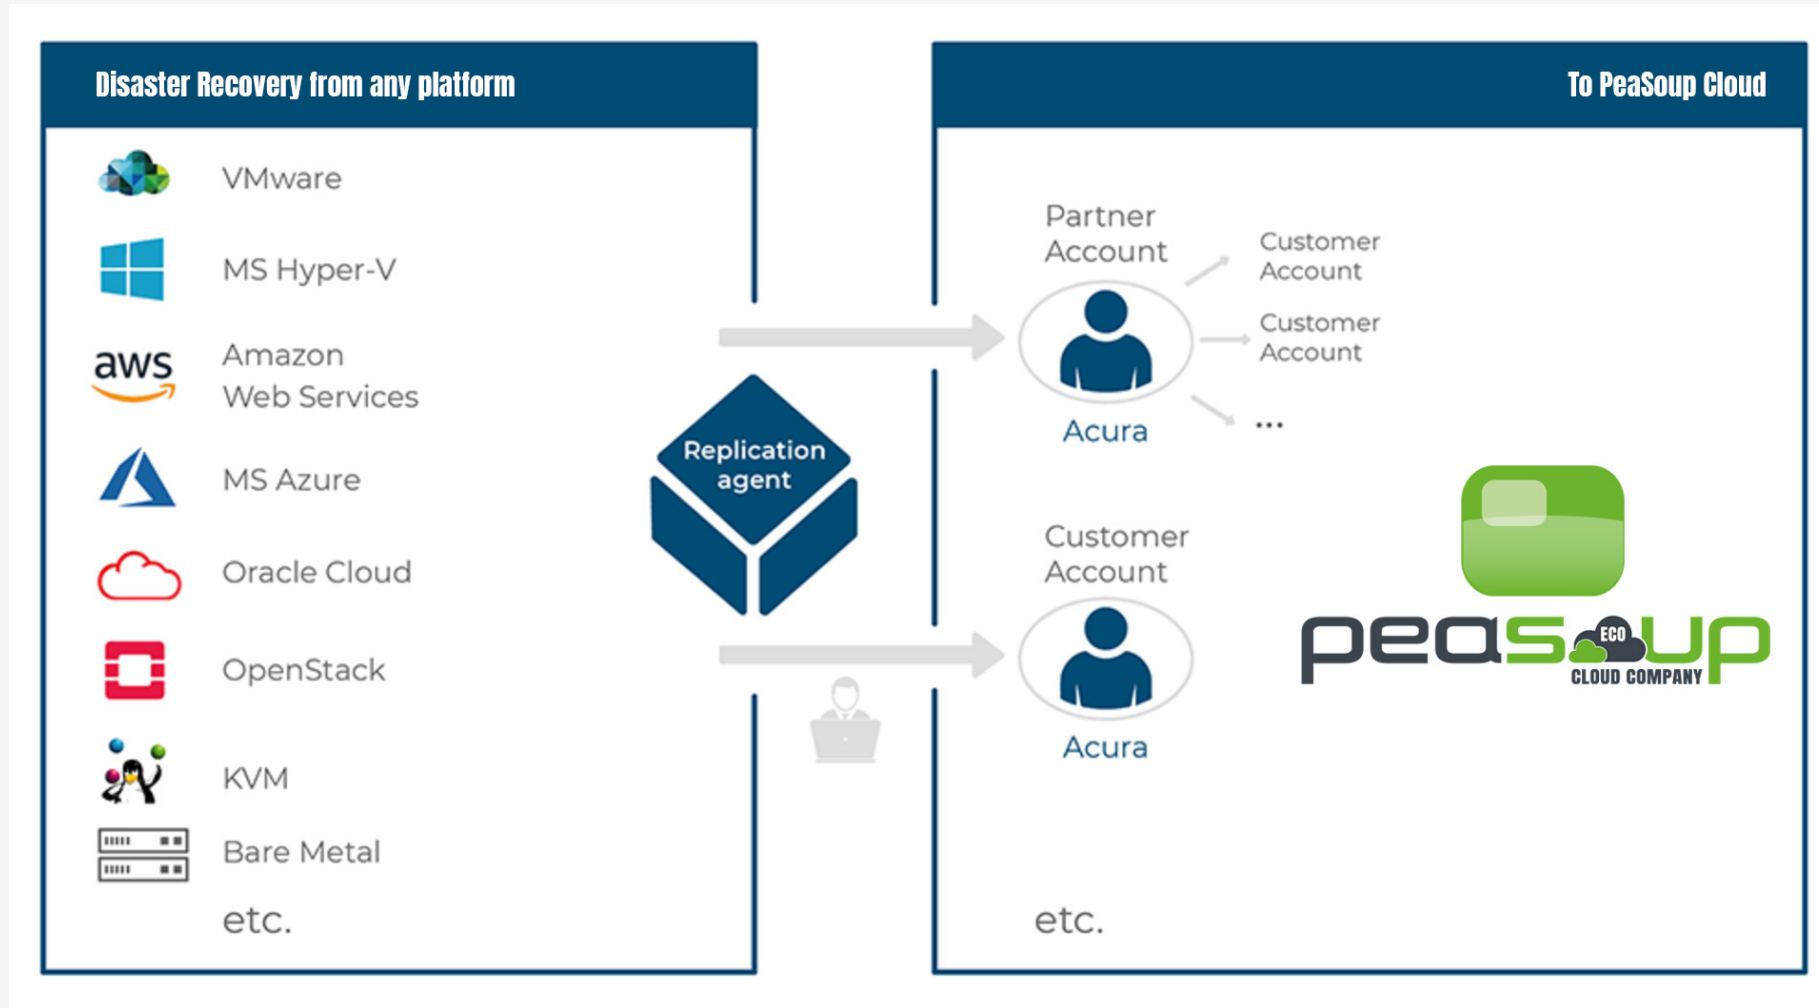 Disaster Recovery from any platform
VMware
MS Hyper-V
aws
Amazon
Web Services
MS Azure
Oracle Cloud
OpenStack
KVM
Bare Metal
etc.
Replication
agent
To PeaSoup Cloud
Partner
Account
Acura
Customer
Account
Customer
Account
...
Customer
Account
Acura
etc.
peasoup
ECO
CLOUD COMPANY